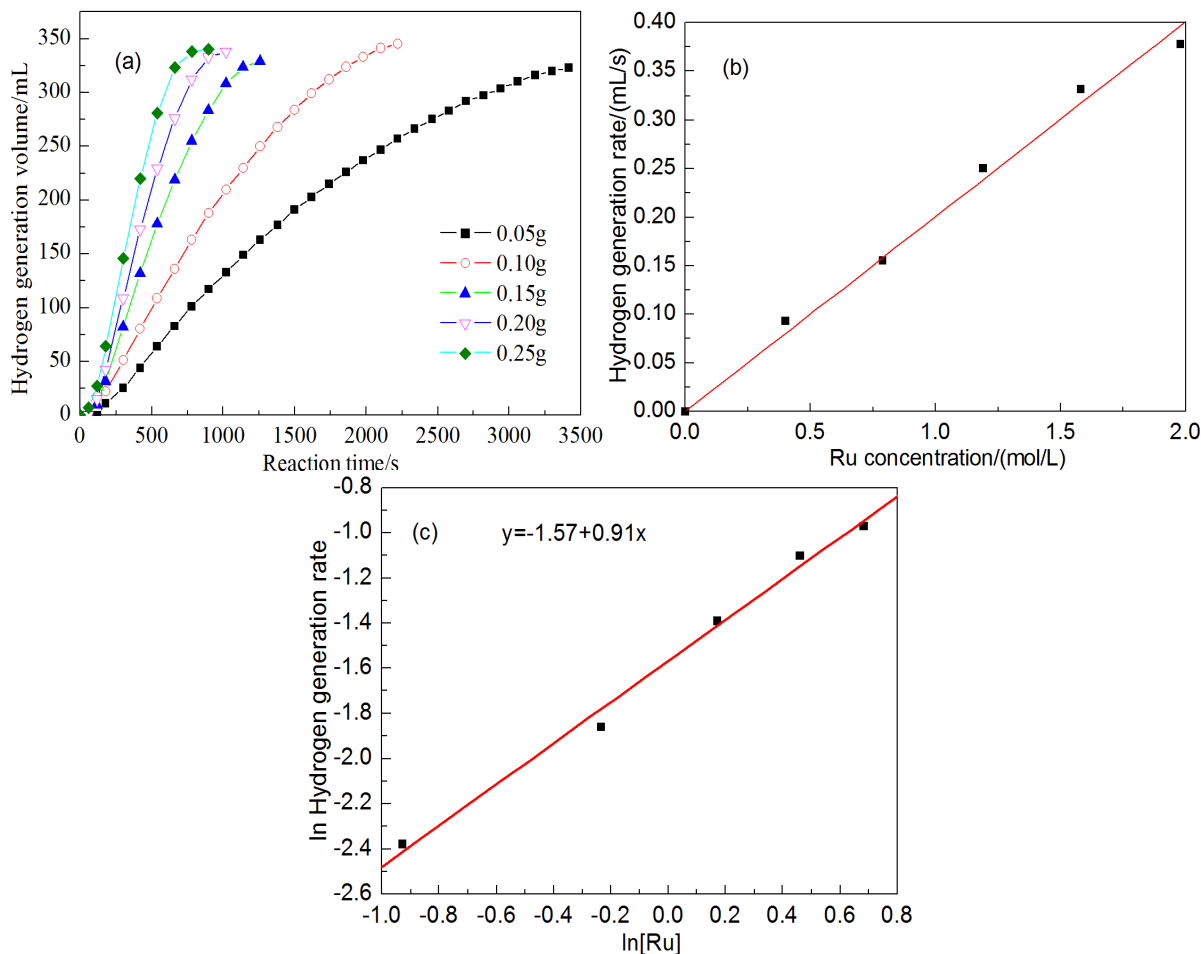 (a)
Hydrogen generation volume/mL
350
300
250
200
150
100
50
0
0 500 1000 1500 2000 2500 3000 3500
Reaction time/s
0.05g
0.10g
0.15g
0.20g
0.25g
(b)
Hydrogen generation rate/(mL/s)
0.40
0.35
0.30
0.25
0.20
0.15
0.10
0.05
0.00
0.0 0.5 1.0 1.5 2.0
Ru concentration/(mol/L)
(c)
y=-1.57+0.91x
ln Hydrogen generation rate
-0.8
-1.0
-1.2
-1.4
-1.6
-1.8
-2.0
-2.2
-2.4
-2.6
-1.0 -0.8 -0.6 -0.4 -0.2 0.0 0.2 0.4 0.6 0.8
ln[Ru]